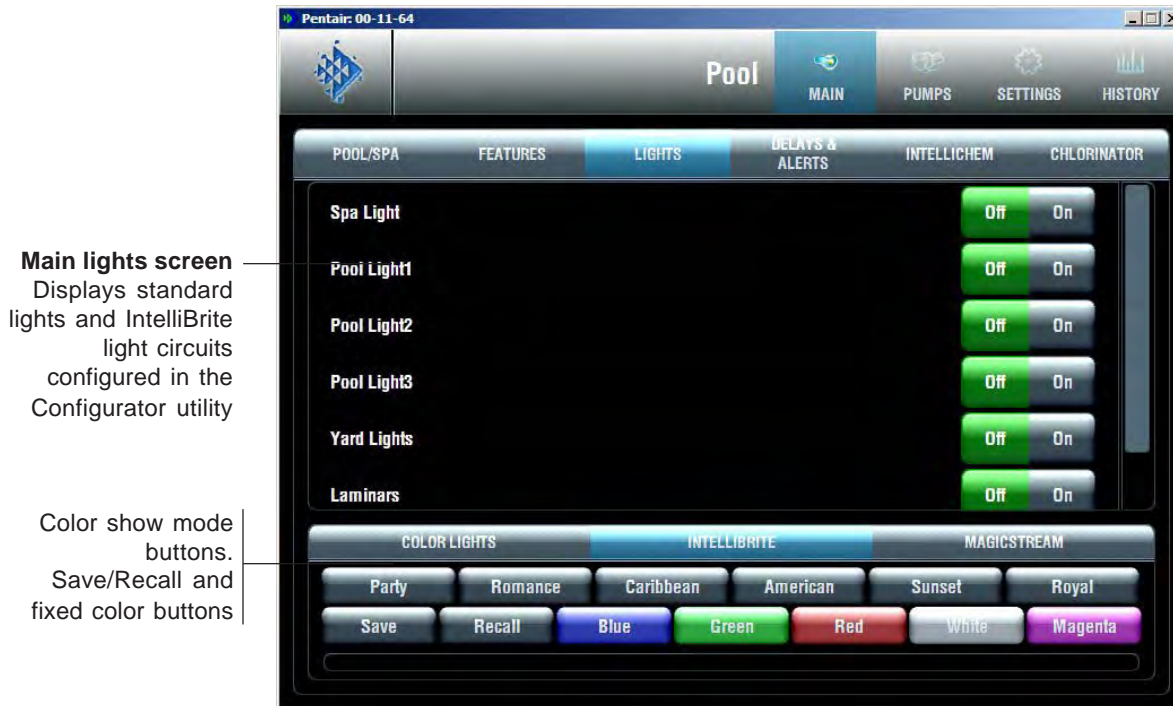 Pentair: 00-11-64
Pool
MAIN
PUMPS
SETTINGS
HISTORY
POOL/SPA
FEATURES
LIGHTS
DELAYS &
ALERTS
INTELLICHEM
CHLORINATOR
Spa Light Off On
Pool Light1 Off On
Pool Light2 Off On
Pool Light3 Off On
Yard Lights Off On
Laminars Off On
COLOR LIGHTS
INTELLIBRITE
MAGICSTREAM
Party Romance Caribbean American Sunset Royal
Save Recall Blue Green Red White Magenta
Main lights screen
Displays standard
lights and IntelliBrite
light circuits
configured in the
Configurator utility
Color show mode
buttons.
Save/Recall and
fixed color buttons